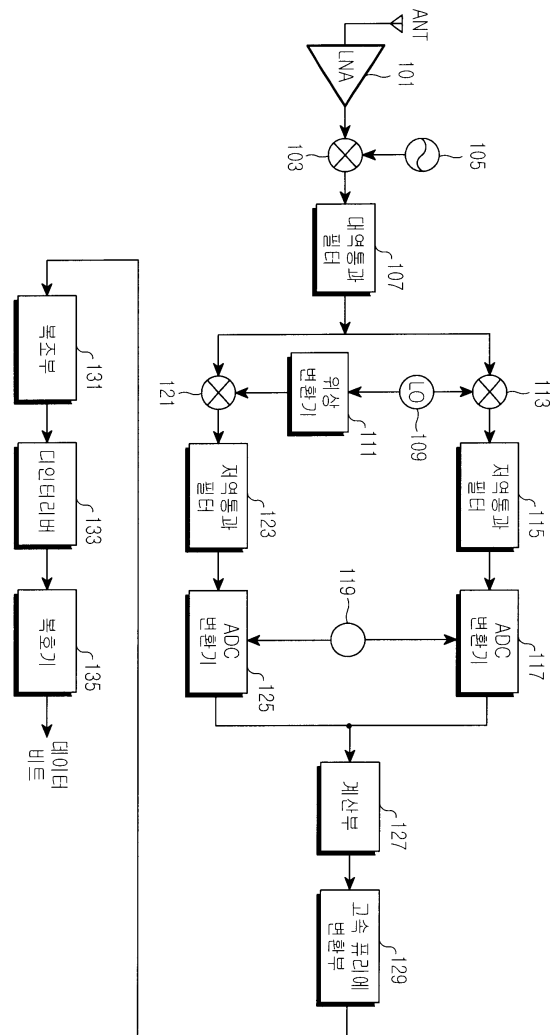 ANT
LNA
101
103
105
대역통과
필터
107
LO
109
위상
변환기
111
113
121
저역통과
필터
115
저역통과
필터
123
ADC
변환기
117
119
ADC
변환기
125
계산부
127
고속 퓨리에
변환부
129
복조부
131
디인터리버
133
복호기
135
데이터
비트